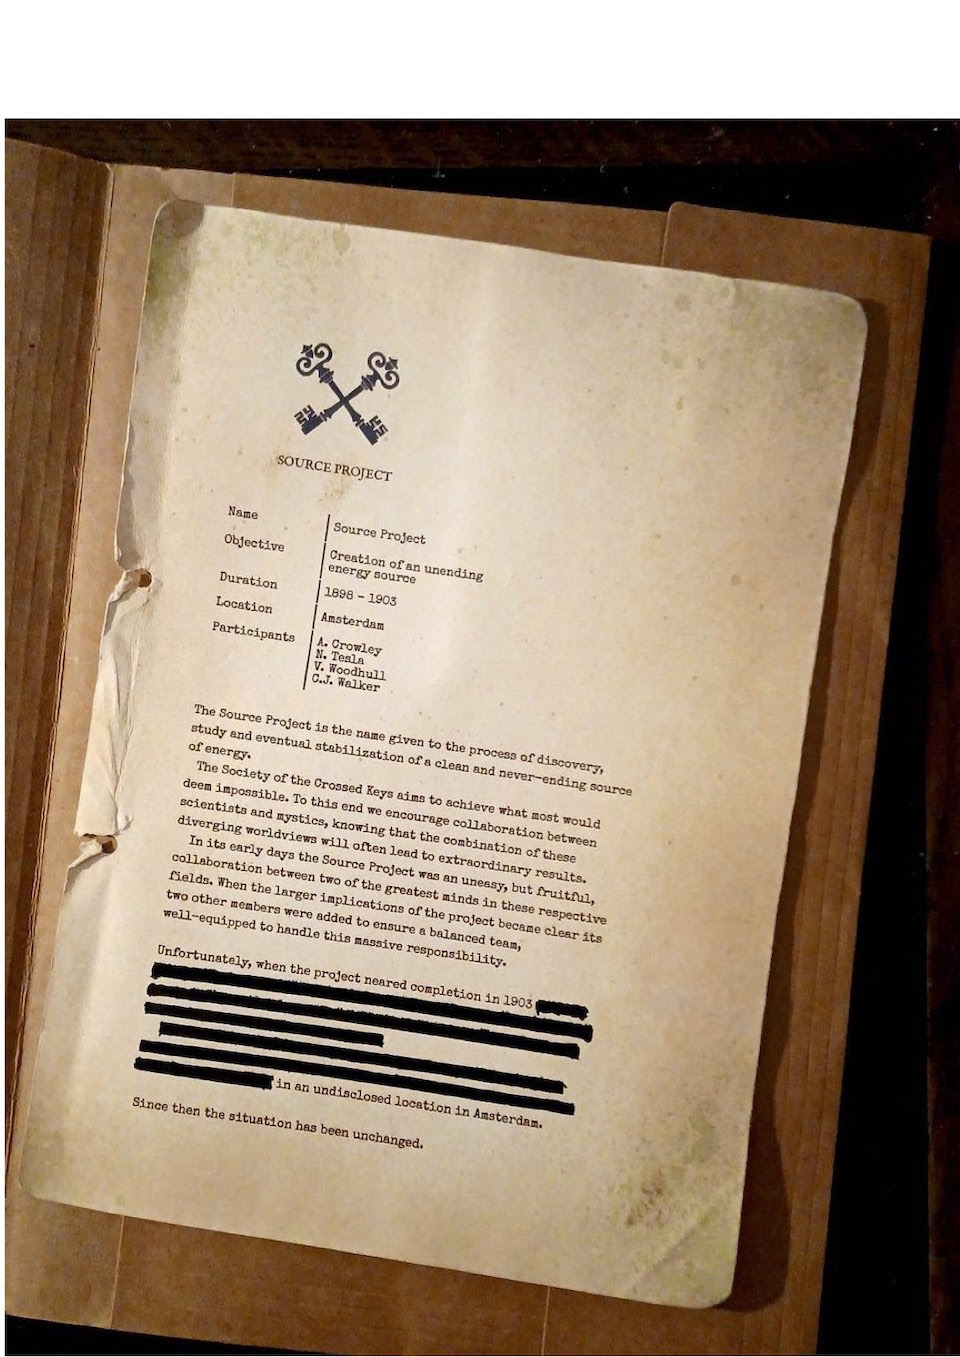 SOURCE PROJECT
Name
Source Project
Objective
Creation of an unending
energy source
Duration
1898 - 1903
Location
Amsterdam
Participants
A. Crowley
N. Tesla
V. Woodhull
C.J. Walker
The Source Project is the name given to the process of discovery,
study and eventual stabilization of a clean and never-ending source
of energy.
The Society of the Crossed Keys aims to achieve what most would
deem impossible. To this end we encourage collaboration between
scientists and mystics, knowing that the combination of these
diverging worldviews will often lead to extraordinary results.
In its early days the Source Project was an uneasy, but fruitful,
collaboration between two of the greatest minds in these respective
fields. When the larger implications of the project became clear its
two other members were added to ensure a balanced team,
well-equipped to handle this massive responsibility.
Unfortunately, when the project neared completion in 1903
in an undisclosed location in Amsterdam.
Since then the situation has been unchanged.